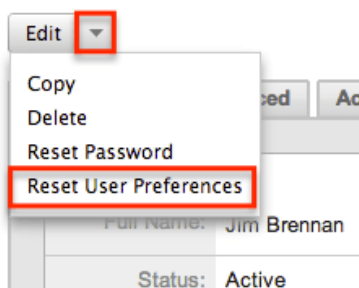 Edit
Copy
Delete
Reset Password
Reset User Preferences
Full Name: Jim Brennan
Status: Active